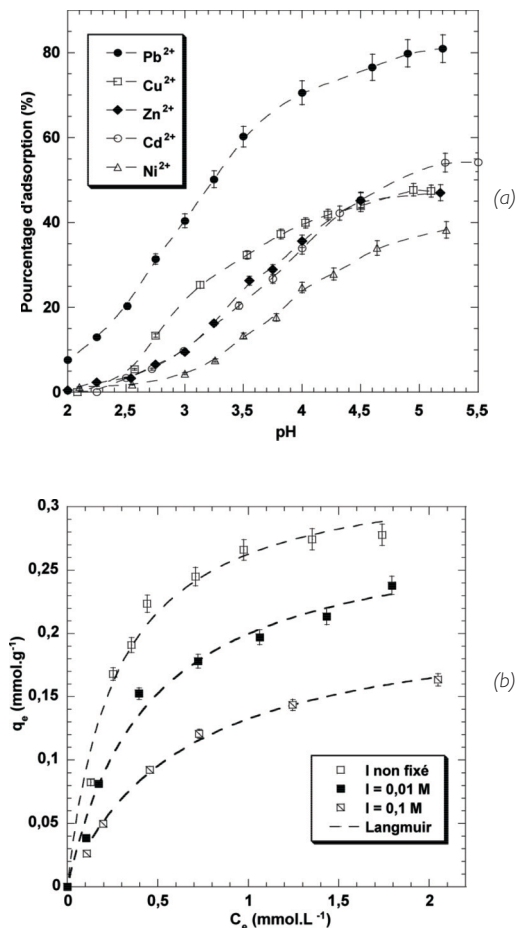 Pourcentage d'adsorption (%)
80
60
40
20
0
Pb2+
Cu2+
Zn2+
Cd2+
Ni2+
2 2,5 3 3,5 4 4,5 5 5,5
pH
(a)
qe (mmol.g-1)
0,3
0,25
0,2
0,15
0,1
0,05
0
I non fixé
I = 0,01 M
I = 0,1 M
Langmuir
0 0,5 1 1,5 2
Ce (mmol.L-1)
(b)